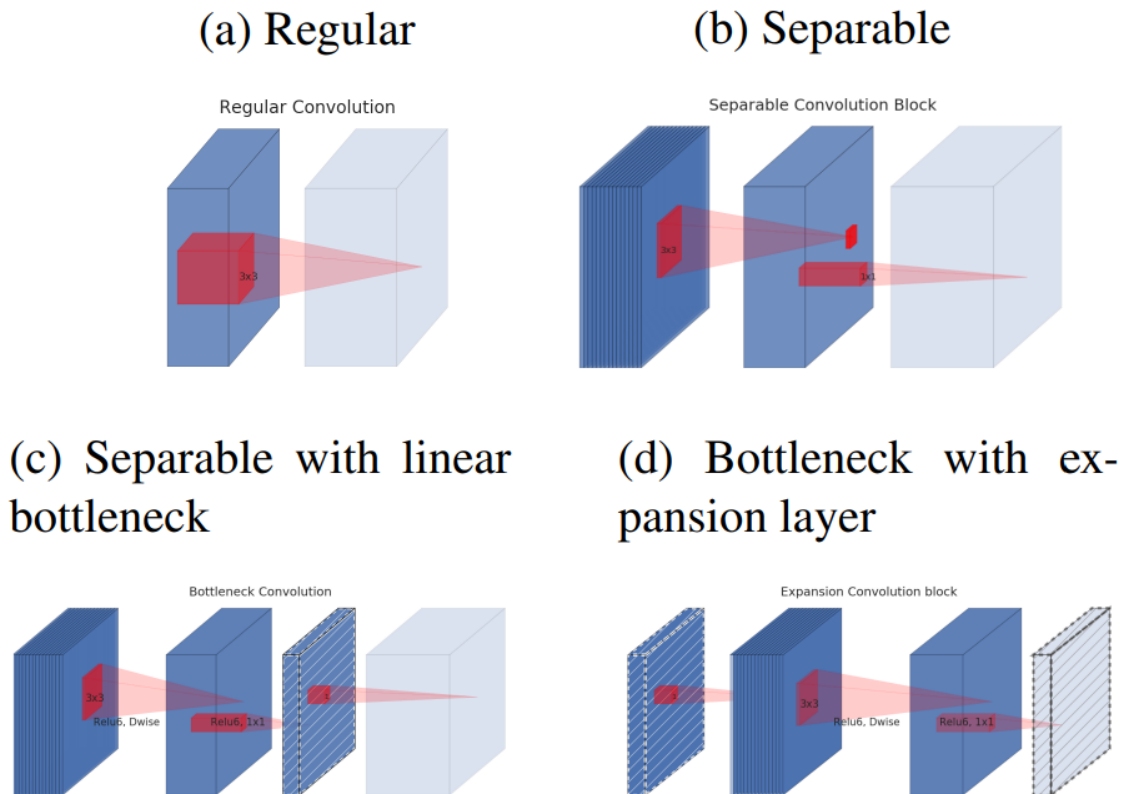 (a) Regular
(b) Separable
Regular Convolution
3x3
Separable Convolution Block
3x3
1x1
(c) Separable with linear
bottleneck
(d) Bottleneck with ex-
pansion layer
Bottleneck Convolution
3x3
Relu6, Dwise
Relu6, 1x1
Expansion Convolution block
3x3
Relu6, Dwise
Relu6, 1x1